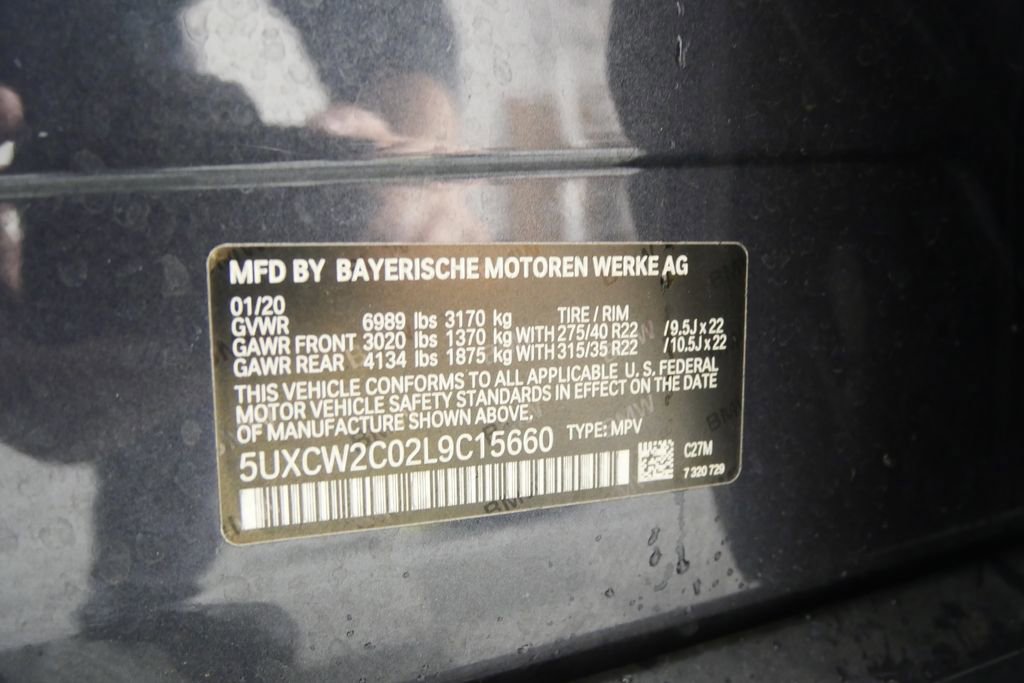 MFD BY BAYERISCHE MOTOREN WERKE AG
01/20 TIRE / RIM
GVWR 6989 lbs 3170 kg
GAWR FRONT 3020 lbs 1370 kg WITH 275/40 R22 /9.5J x 22
GAWR REAR 4134 lbs 1875 kg WITH 315/35 R22 /10.5J x 22
THIS VEHICLE CONFORMS TO ALL APPLICABLE U.S. FEDERAL
MOTOR VEHICLE SAFETY STANDARDS IN EFFECT ON THE DATE
OF MANUFACTURE SHOWN ABOVE.
5UXCW2C02L9C15660 TYPE: MPV
C27M
7 320 729
BMW
BMW
BMW